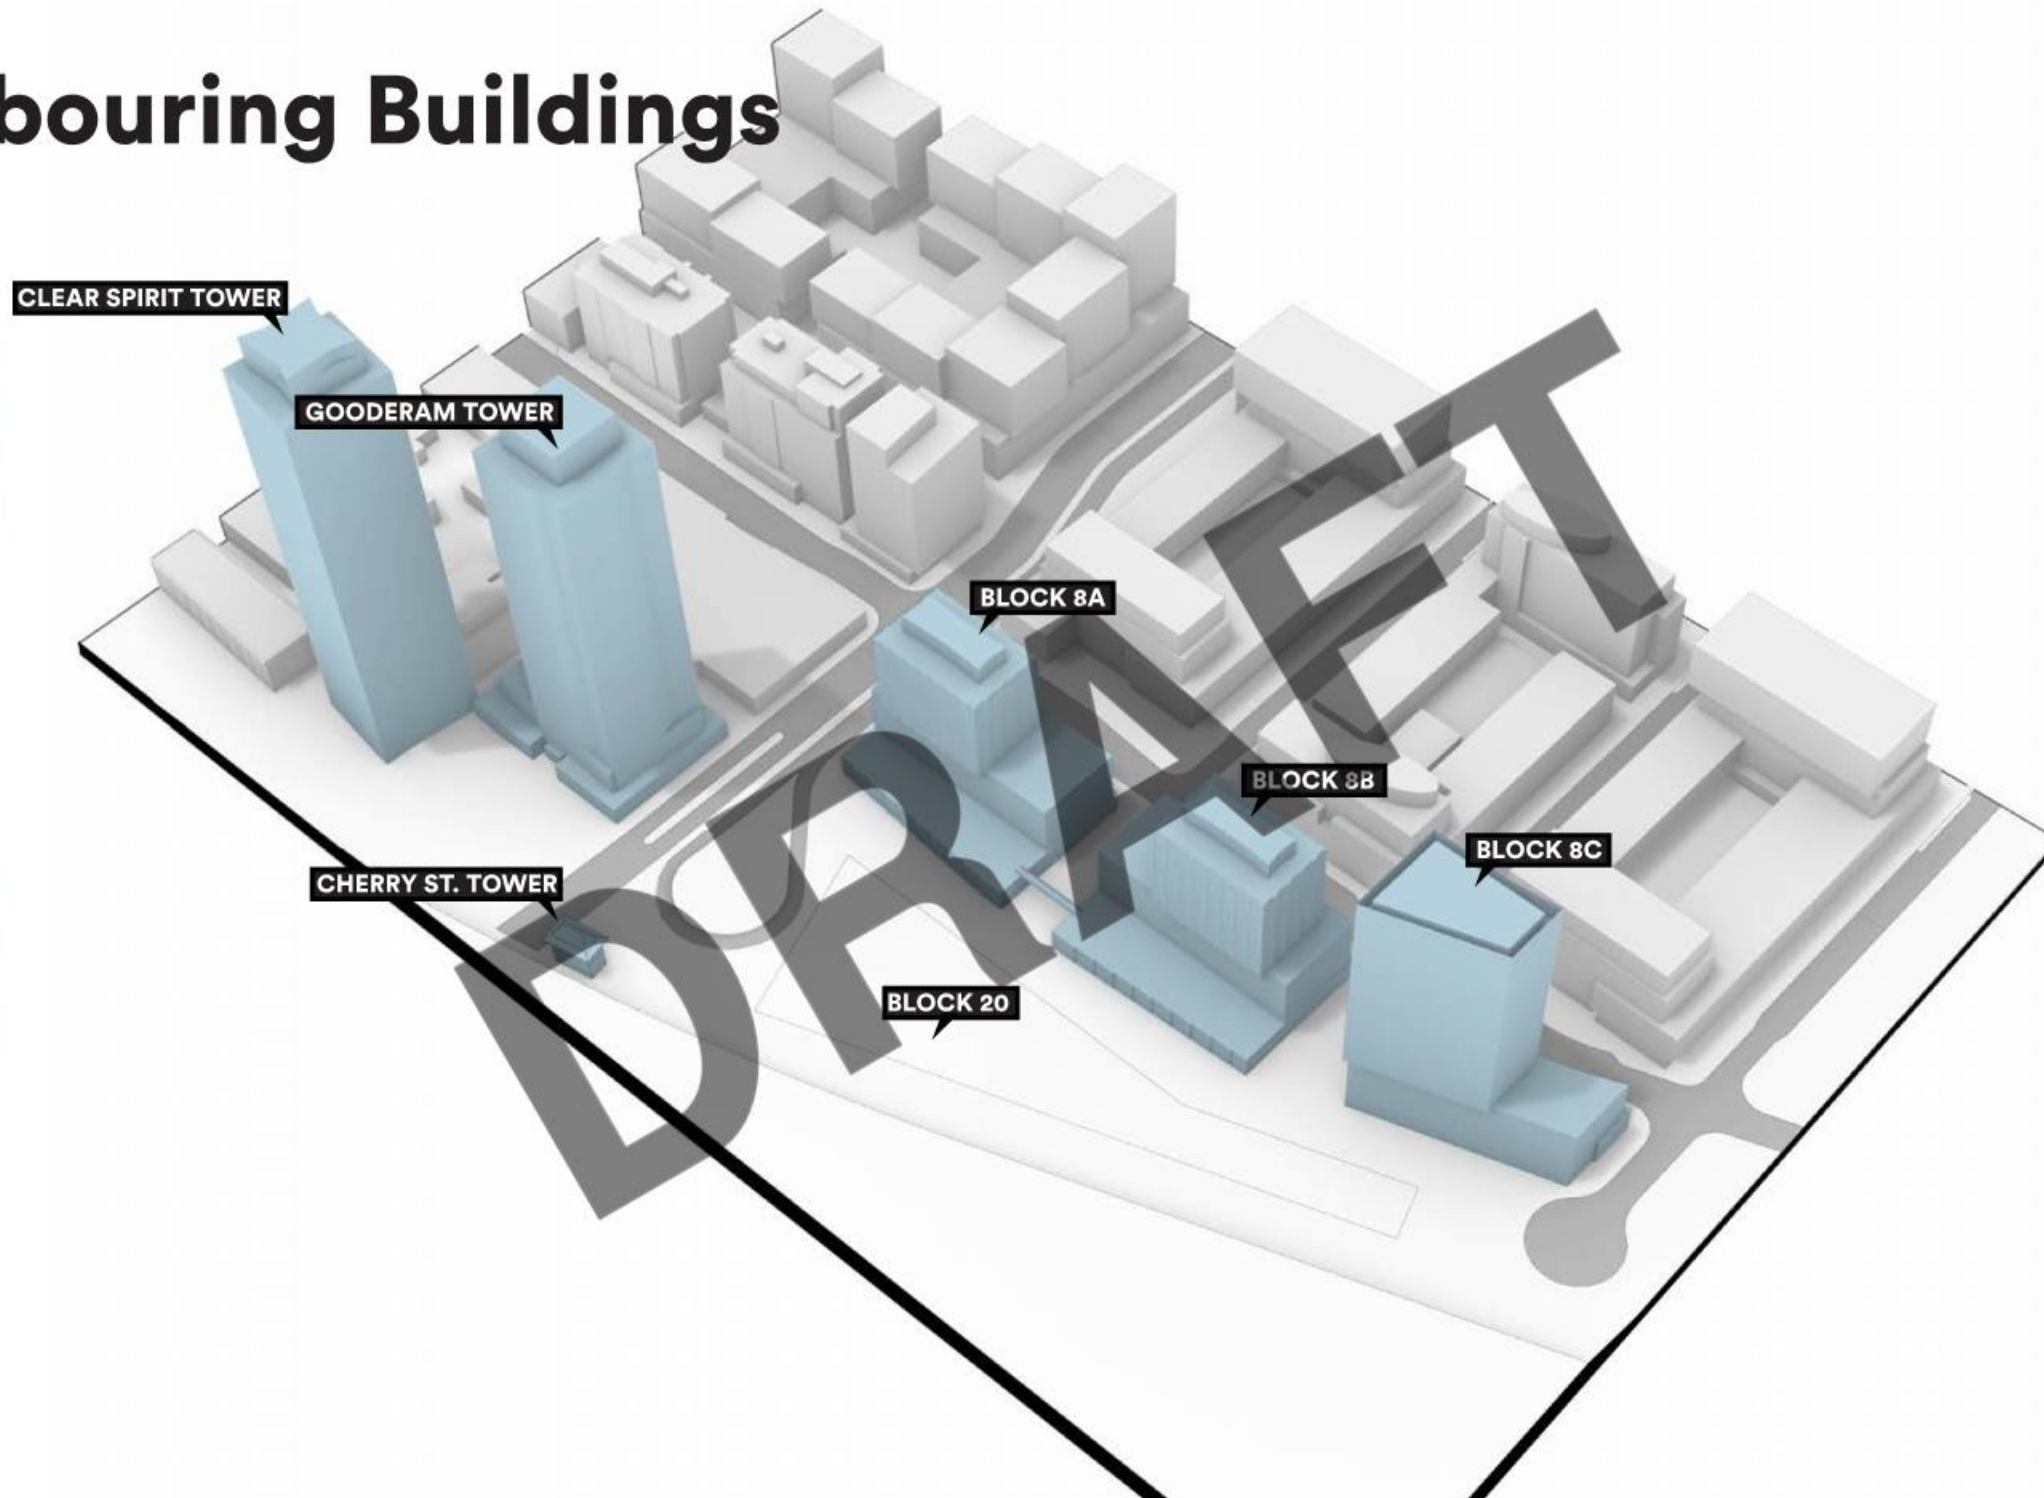 bouring Buildings
CLEAR SPIRIT TOWER
GOODERAM TOWER
BLOCK 8A
BLOCK 8B
BLOCK 8C
CHERRY ST. TOWER
BLOCK 20
DRAFT